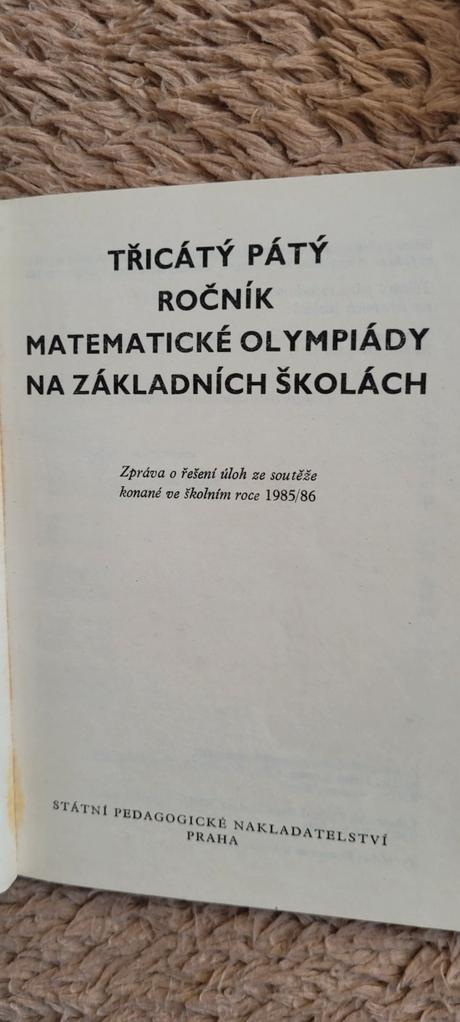 TŘICÁTÝ PÁTÝ
ROČNÍK
MATEMATICKÉ OLYMPIÁDY
NA ZÁKLADNÍCH ŠKOLÁCH
Zpráva o řešení úloh ze soutěže
konané ve školním roce 1985/86
STÁTNÍ PEDAGOGICKÉ NAKLADATELSTVÍ
PRAHA